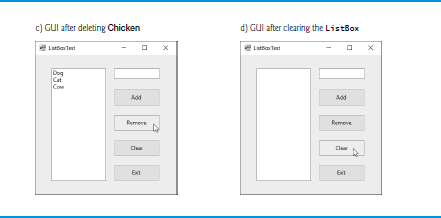 c) GUI after deleting Chicken
ListBoxTest
Dog
Cat
Cow
Add
Remove
Clear
Exit
d) GUI after clearing the ListBox
ListBoxTest
Add
Remove
Clear
Exit